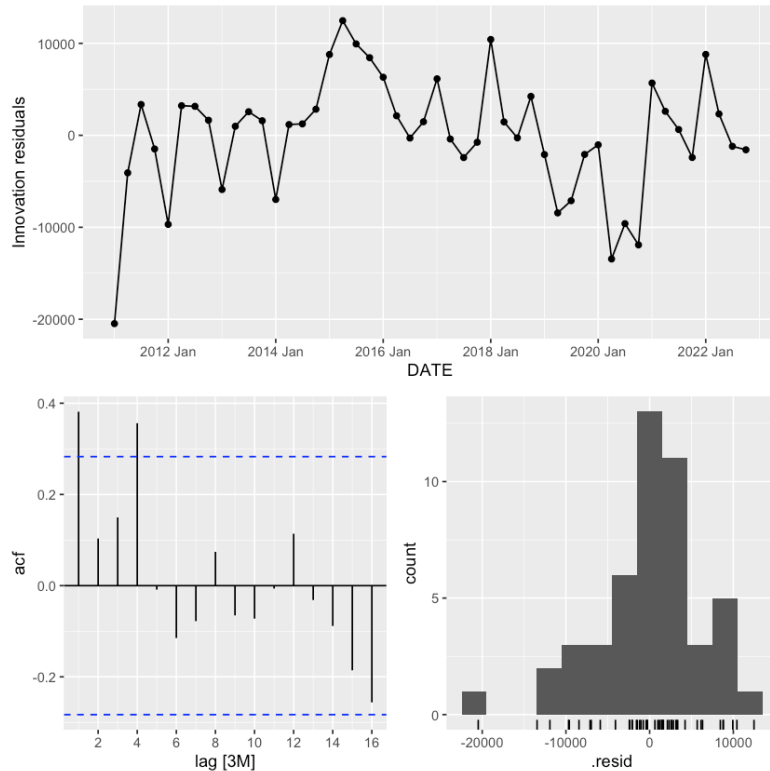 Innovation residuals
10000
0
-10000
-20000
2012 Jan 2014 Jan 2016 Jan 2018 Jan 2020 Jan 2022 Jan
DATE
acf
0.4
0.2
0.0
-0.2
2 4 6 8 10 12 14 16
lag [3M]
count
10
5
0
-20000 -10000 0 10000
.resid